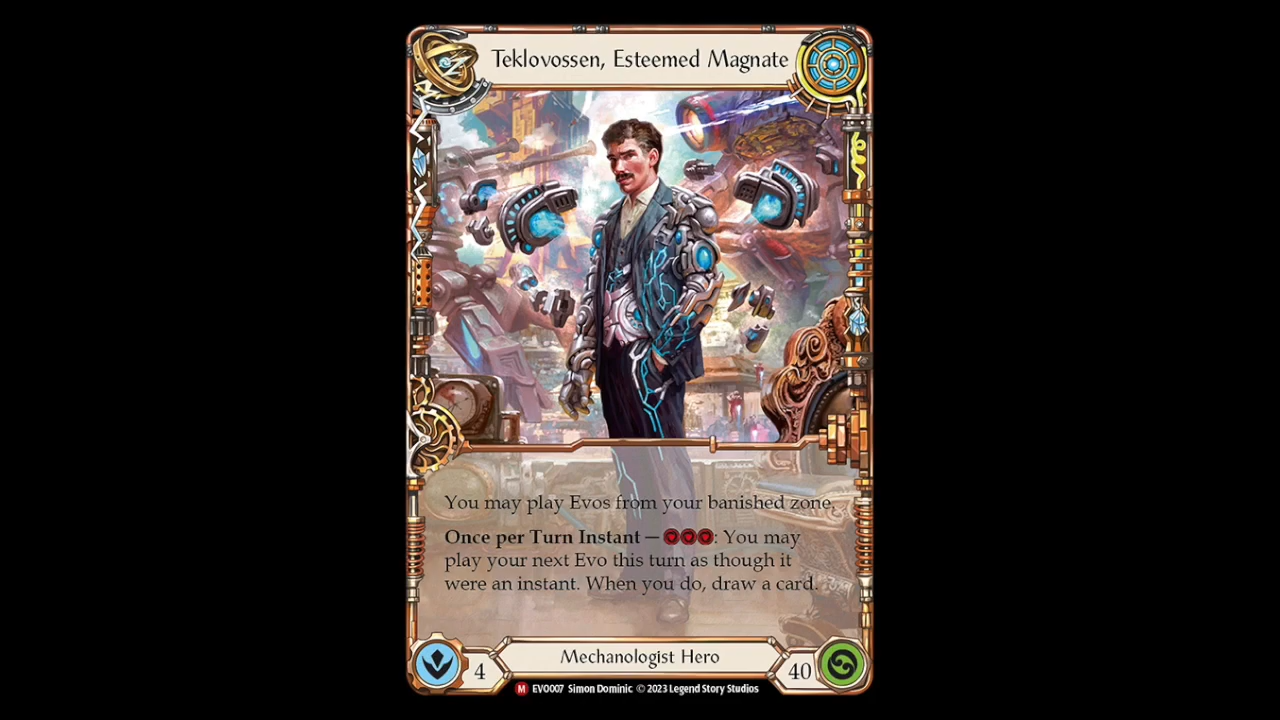 Teklovossen, Esteemed Magnate
You may play Evos from your banished zone.
Once per Turn Instant — : You may
play your next Evo this turn as though it
were an instant. When you do, draw a card.
4
Mechanologist Hero
40
M EVO007 Simon Dominic © 2023 Legend Story Studios